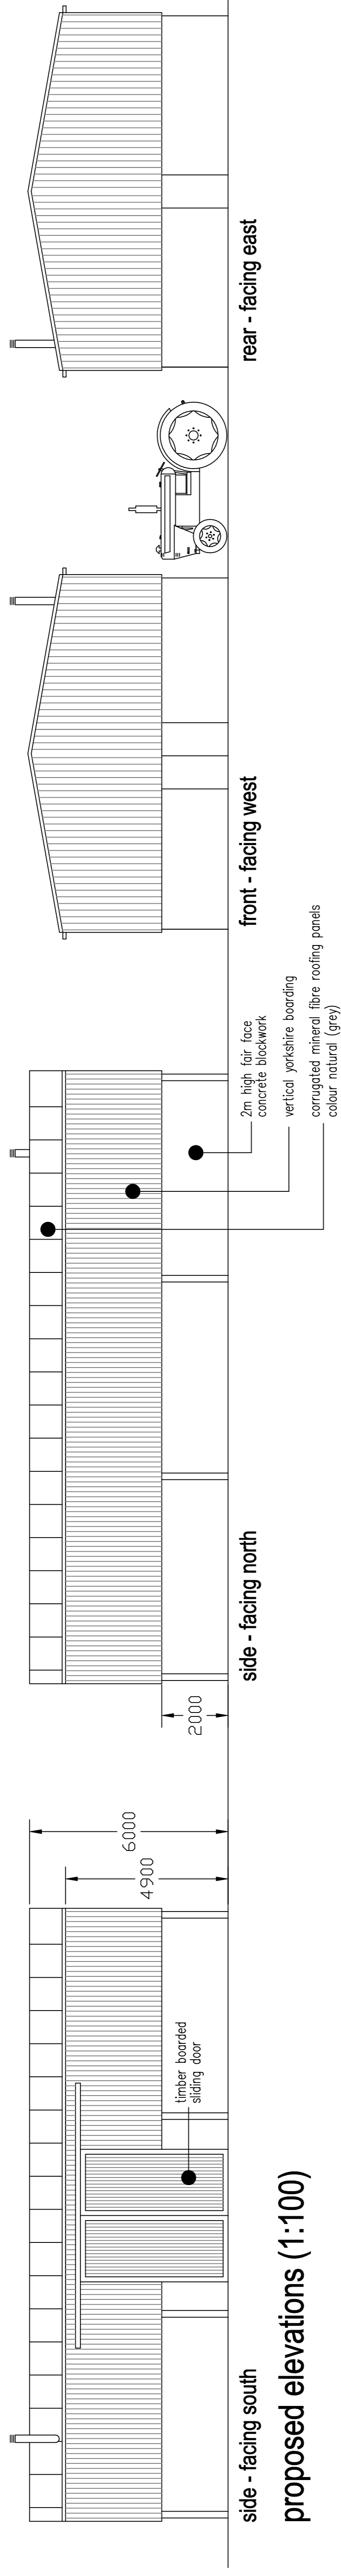 6000
4900
2000
timber boarded
sliding door
2m high fair face
concrete blockwork
vertical yorkshire boarding
corrugated mineral fibre roofing panels
colour natural (grey)
side - facing south
side - facing north
front - facing west
rear - facing east
proposed elevations (1:100)